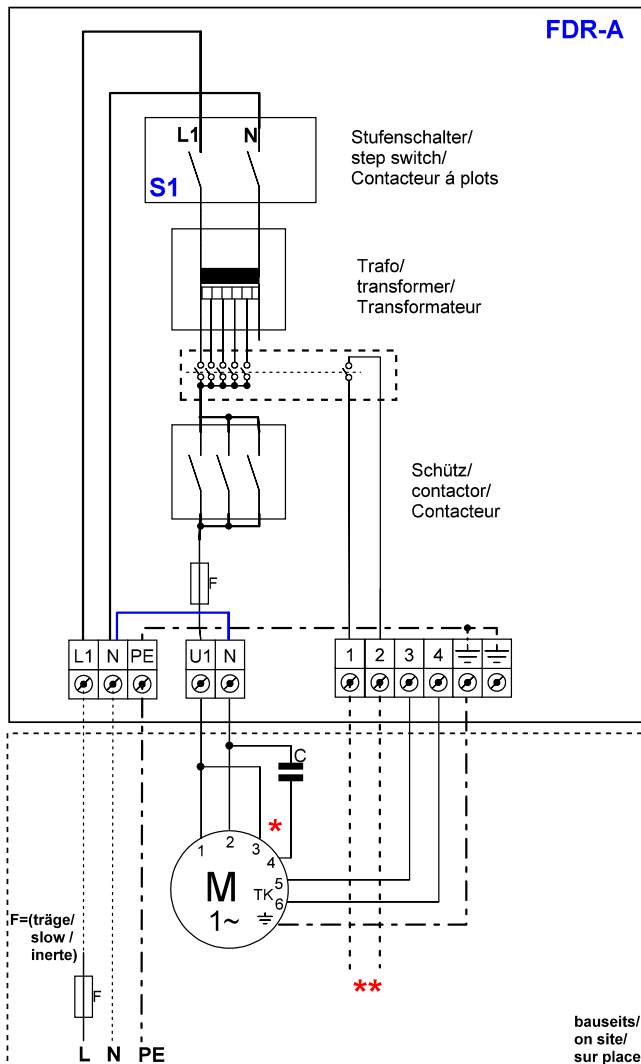 FDR-A
L1 N
S1
Stufenschalter/
step switch/
Contacteur á plots
Trafo/
transformer/
Transformateur
Schütz/
contactor/
Contacteur
F
L1 N PE U1 N 1 2 3 4
C
*
1 2 3 4
5
6
TK
M
1~
F=(träge/
slow /
inerte)
F
**
L N PE
bauseits/
on site/
sur place